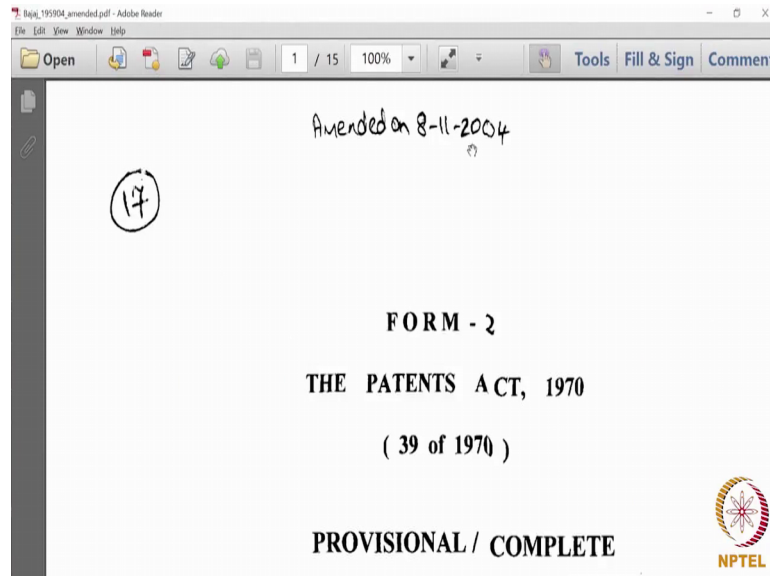 Bajaj_195904_amended.pdf - Adobe Reader
File Edit View Window Help
Open 1 / 15 100% Tools Fill & Sign Commen
Amended on 8-11-2004
17
FORM - 2
THE PATENTS ACT, 1970
( 39 of 1970 )
PROVISIONAL / COMPLETE
NPTEL